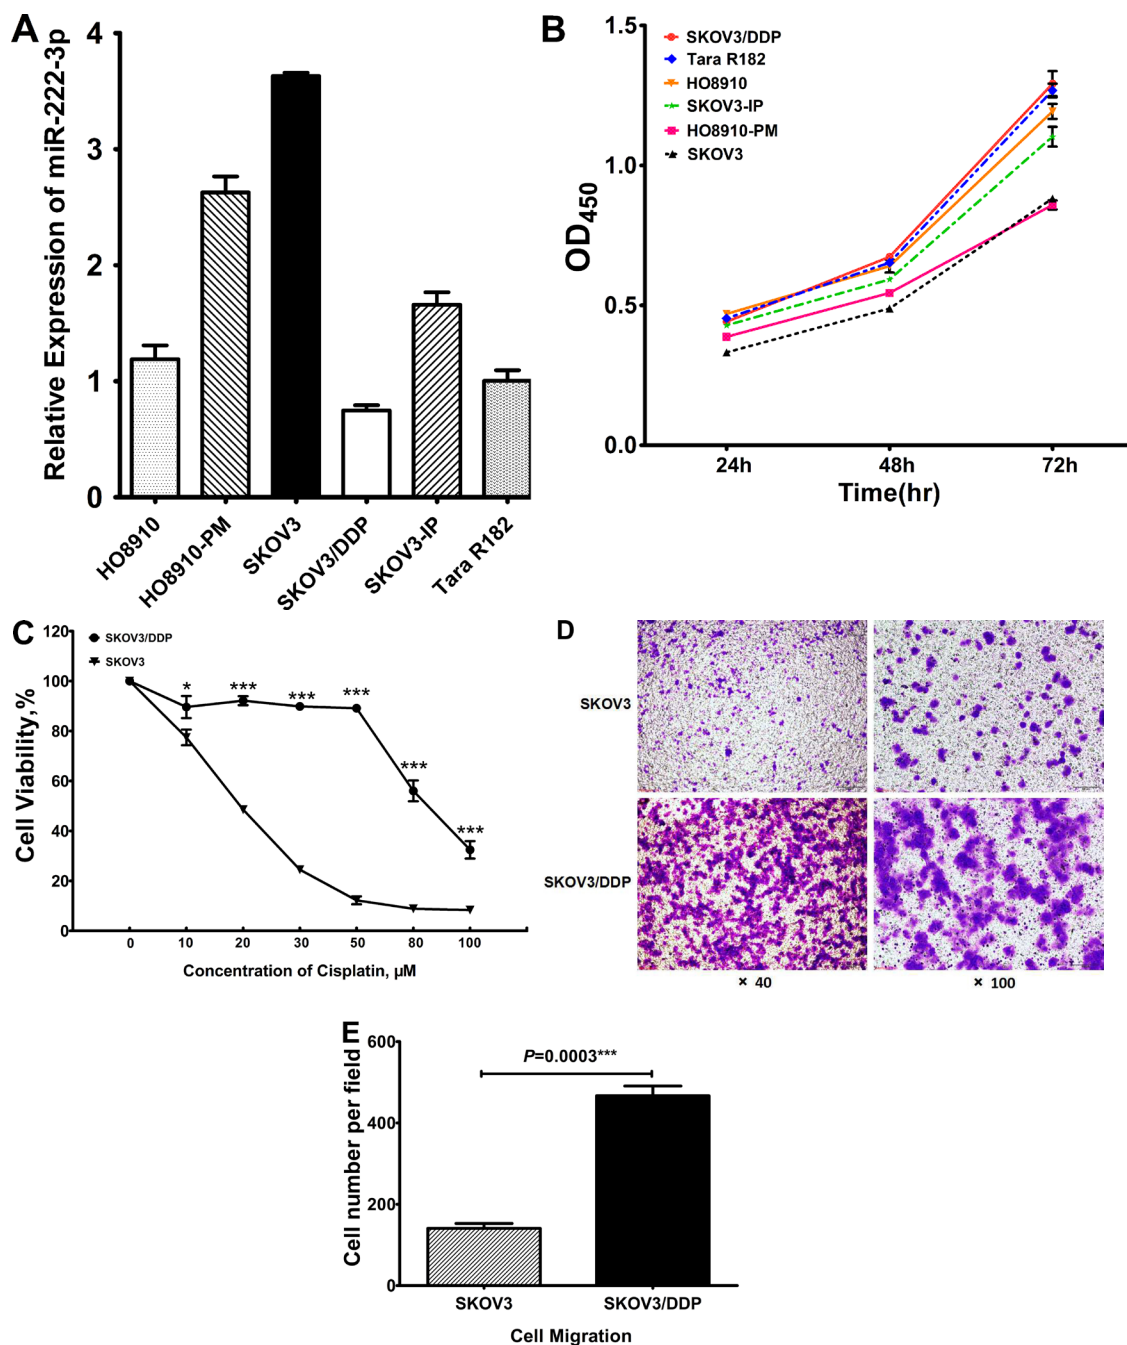 A
Relative Expression of miR-222-3p
4
3
2
1
0
HO8910
HO8910-PM
SKOV3
SKOV3/DDP
SKOV3-IP
Tara R182
B
OD450
1.5
1.0
0.5
0.0
SKOV3/DDP
Tara R182
HO8910
SKOV3-IP
HO8910-PM
SKOV3
24h 48h 72h
Time(hr)
C
Cell Viability, %
120
100
80
60
40
20
0
SKOV3/DDP
SKOV3
* *** *** *** *** ***
0 10 20 30 50 80 100
Concentration of Cisplatin, μM
D
SKOV3
SKOV3/DDP
× 40 × 100
E
Cell number per field
600
400
200
0
P=0.0003***
SKOV3 SKOV3/DDP
Cell Migration